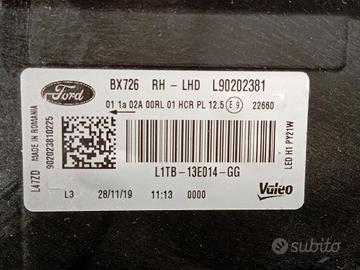 Ford
BX726 RH - LHD L90202381
01 1a 02A 00RL 01 HCR PL 12.5 E9 22660
L47ZD MADE IN ROMANIA
902023810225
LED H1 PY21W
L1TB-13E014-GG
L3 28/11/19 11:13 0000
Valeo
subito